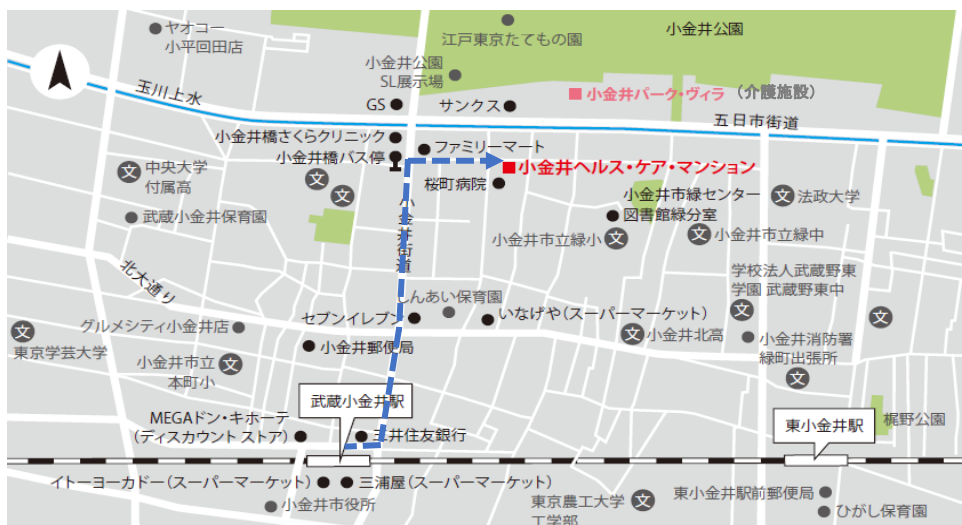 ヤオコー
小平回田店
江戸東京たてもの園
小金井公園
小金井公園
SL展示場
玉川上水
GS
サンクス
小金井パーク・ヴィラ (介護施設)
五日市街道
小金井橋さくらクリニック
ファミリーマート
小金井橋バス停
小金井ヘルス・ケア・マンション
文
中央大学
付属高
文
文
桜町病院
小金井市緑センター
図書館緑分室
文
法政大学
武蔵小金井保育園
小金井街道
小金井市立緑小
文
文
小金井市立緑中
北大通り
学校法人武蔵野東
学園 武蔵野東中
文
文
しんあい保育園
セブンイレブン
いなげや(スーパーマーケット)
グルメシティ小金井店
文
小金井北高
小金井消防署
緑町出張所
文
文
東京学芸大学
小金井郵便局
小金井市立
本町小
文
武蔵小金井駅
MEGAドン・キホーテ
(ディスカウント ストア)
三井住友銀行
東小金井駅
梶野公園
イトーヨーカドー(スーパーマーケット)
三浦屋(スーパーマーケット)
小金井市役所
東京農工大学
工学部
文
東小金井駅前郵便局
ひがし保育園